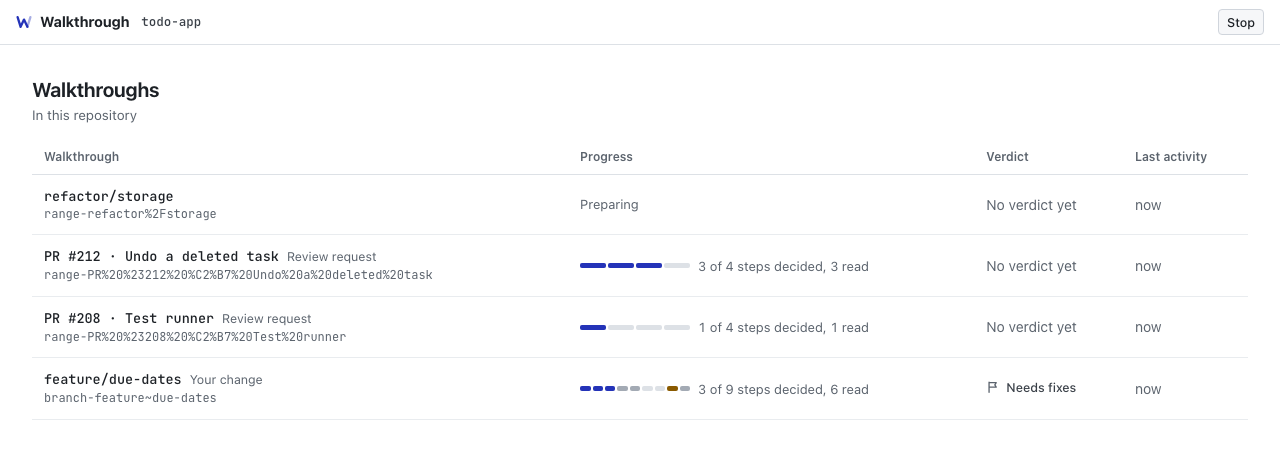 Walkthrough todo-app Stop
Walkthroughs
In this repository
Walkthrough Progress Verdict Last activity
refactor/storage
range-refactor%2Fstorage
Preparing No verdict yet now
PR #212 · Undo a deleted task Review request
range-PR%20%23212%20%C2%B7%20Undo%20a%20deleted%20task
3 of 4 steps decided, 3 read No verdict yet now
PR #208 · Test runner Review request
range-PR%20%23208%20%C2%B7%20Test%20runner
1 of 4 steps decided, 1 read No verdict yet now
feature/due-dates Your change
branch-feature~due-dates
3 of 9 steps decided, 6 read Needs fixes now